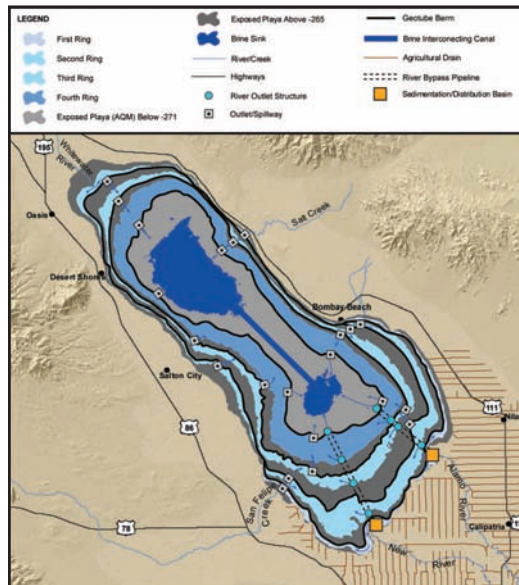 LEGEND
First Ring
Second Ring
Third Ring
Fourth Ring
Exposed Playa (AQM) Below -271
Exposed Playa Above -265
Brine Sink
River/Creek
Highways
River Outlet Structure
Outlet/Spillway
Geotube Berm
Brine Interconecting Canal
Agricultural Drain
River Bypass Pipeline
Sedimentation/Distribution Basin
195
Whitewater
River
Oasis
Salt Creek
Desert Shores
Bombay Beach
Salton City
111
86
Alamo
River
San Felipe
Creek
Calipatria
78
New
River